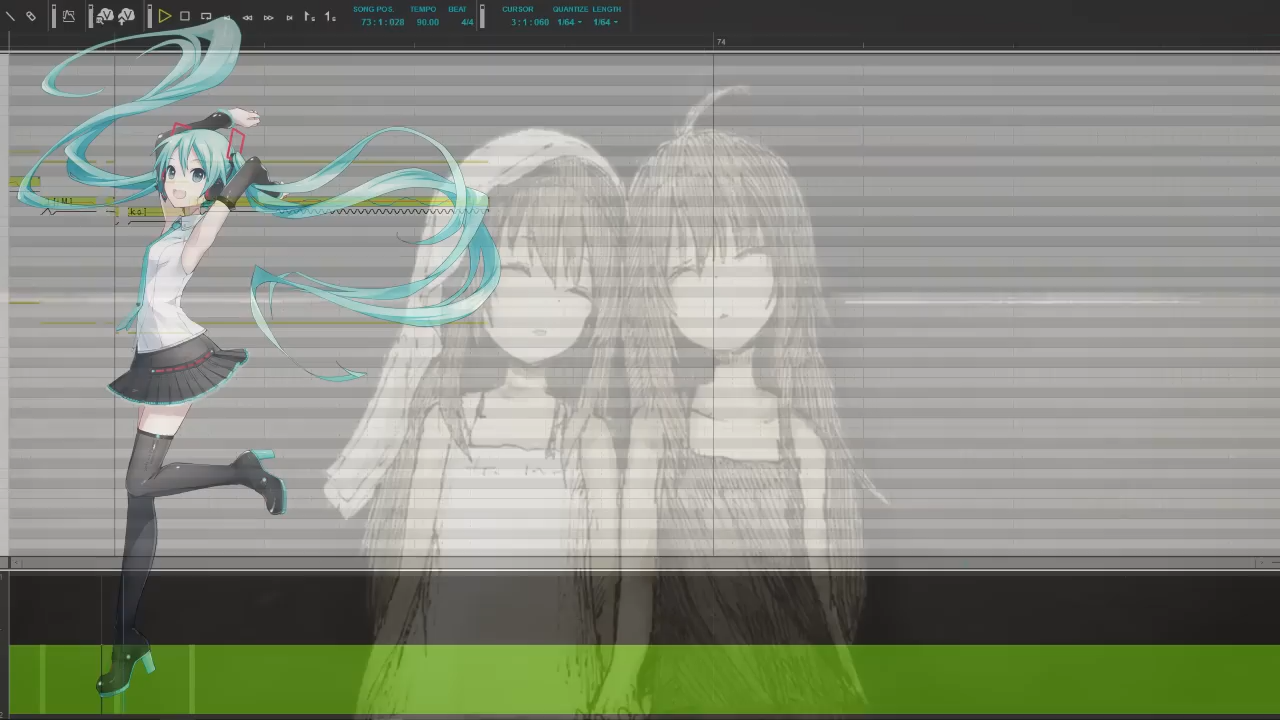 SONG POS. TEMPO BEAT CURSOR QUANTIZE LENGTH
73:1:028 90.00 4/4 3:1:060 1/64 1/64
74